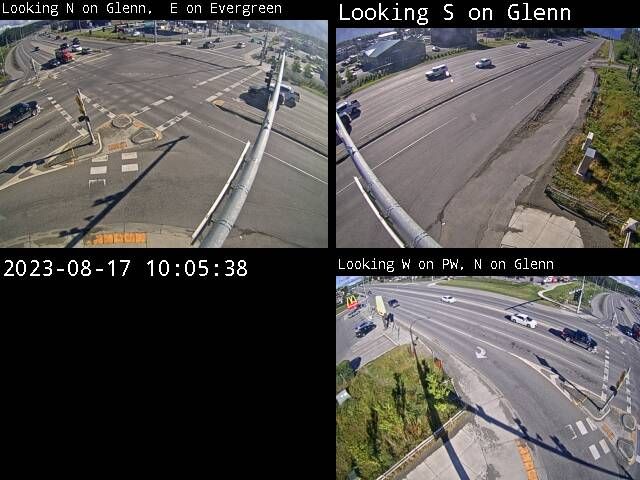 Looking N on Glenn,  E on Evergreen
Looking S on Glenn
2023-08-17 10:05:38
Looking W on PW, N on Glenn